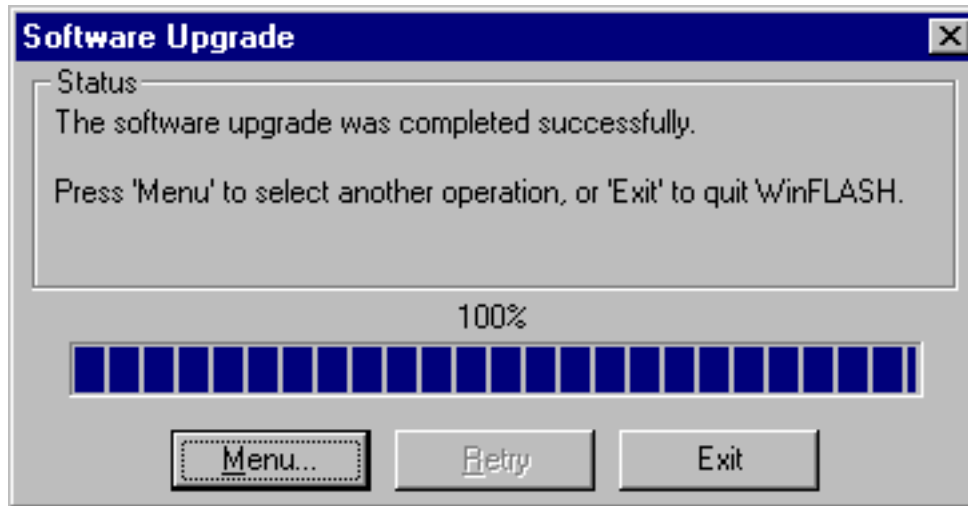 Software Upgrade
Status
The software upgrade was completed successfully.
Press 'Menu' to select another operation, or 'Exit' to quit WinFLASH.
100%
Menu... Retry Exit